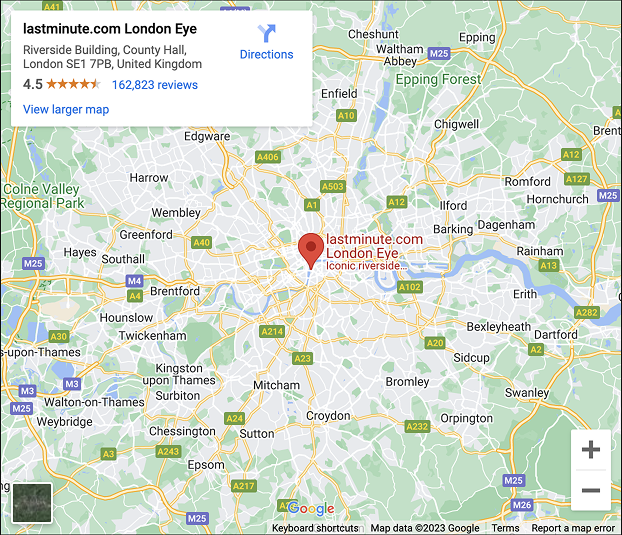 lastminute.com London Eye
Riverside Building, County Hall,
London SE1 7PB, United Kingdom
4.5 162,823 reviews
View larger map
Directions
A41
Cheshunt
Epping
Waltham
Abbey
M25
Epping Forest
Enfield
A10
Chigwell
Edgware
Brent
A406
A12
Harrow
A503
Romford
A127
Colne Valley
Regional Park
A1
A12
Ilford
Hornchurch
M25
Wembley
Barking
Dagenham
Greenford
A40
lastminute.com
London Eye
Iconic riverside...
Hayes
Southall
Rainham
M25
A13
M4
A102
A4
Brentford
Erith
Hounslow
A282
A30
Twickenham
A214
Bexleyheath
Dartford
A20
s-upon-Thames
A23
A2
Sidcup
Kingston
upon Thames
M3
M3
Mitcham
Bromley
Surbiton
Swanley
Walton-on-Thames
M25
Weybridge
Croydon
A24
Orpington
A232
Chessington
Sutton
A3
A243
Epsom
A217
M25
M25
M26
Google
Keyboard shortcuts
Map data ©2023 Google
Terms
Report a map error